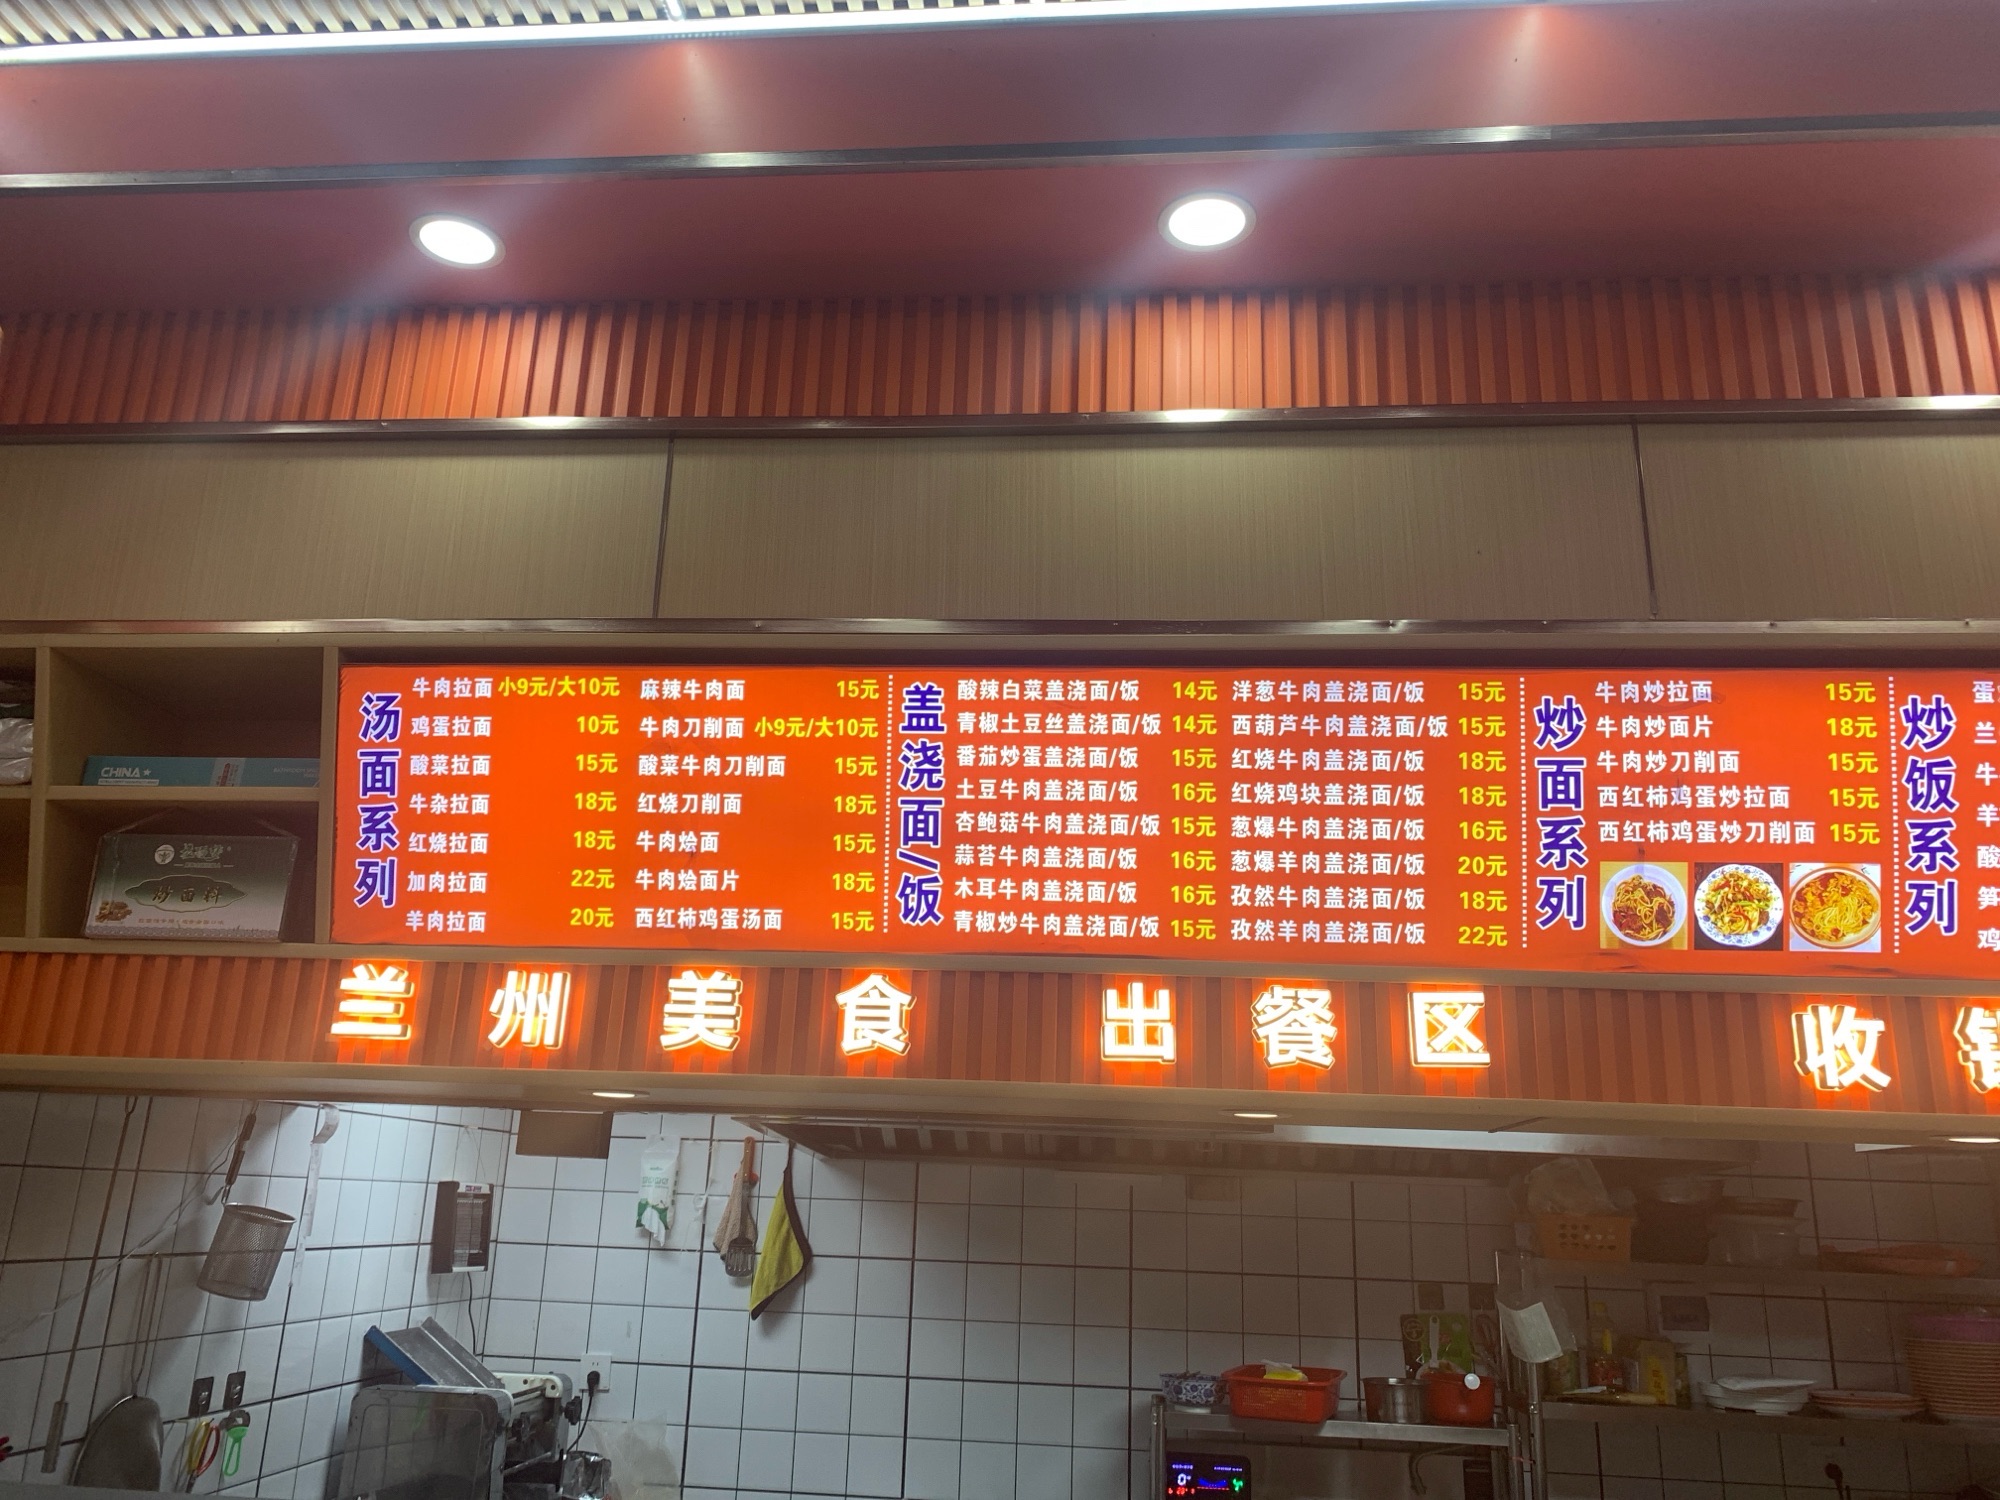 汤面系列
牛肉拉面 小9元/大10元
鸡蛋拉面 10元
酸菜拉面 15元
牛杂拉面 18元
红烧拉面 18元
加肉拉面 22元
羊肉拉面 20元
麻辣牛肉面 15元
牛肉刀削面 小9元/大10元
酸菜牛肉刀削面 15元
红烧刀削面 18元
牛肉烩面 15元
牛肉烩面片 18元
西红柿鸡蛋汤面 15元
盖浇面/饭
酸辣白菜盖浇面/饭 14元
青椒土豆丝盖浇面/饭 14元
番茄炒蛋盖浇面/饭 15元
土豆牛肉盖浇面/饭 16元
杏鲍菇牛肉盖浇面/饭 15元
蒜苔牛肉盖浇面/饭 16元
木耳牛肉盖浇面/饭 16元
青椒炒牛肉盖浇面/饭 15元
洋葱牛肉盖浇面/饭 15元
西葫芦牛肉盖浇面/饭 15元
红烧牛肉盖浇面/饭 18元
红烧鸡块盖浇面/饭 18元
葱爆牛肉盖浇面/饭 16元
葱爆羊肉盖浇面/饭 20元
孜然牛肉盖浇面/饭 18元
孜然羊肉盖浇面/饭 22元
炒面系列
牛肉炒拉面 15元
牛肉炒面片 18元
牛肉炒刀削面 15元
西红柿鸡蛋炒拉面 15元
西红柿鸡蛋炒刀削面 15元
炒饭系列
蛋
兰
牛
羊
酸
笋
鸡
CHINA
炒面料
兰州美食 出餐区 收